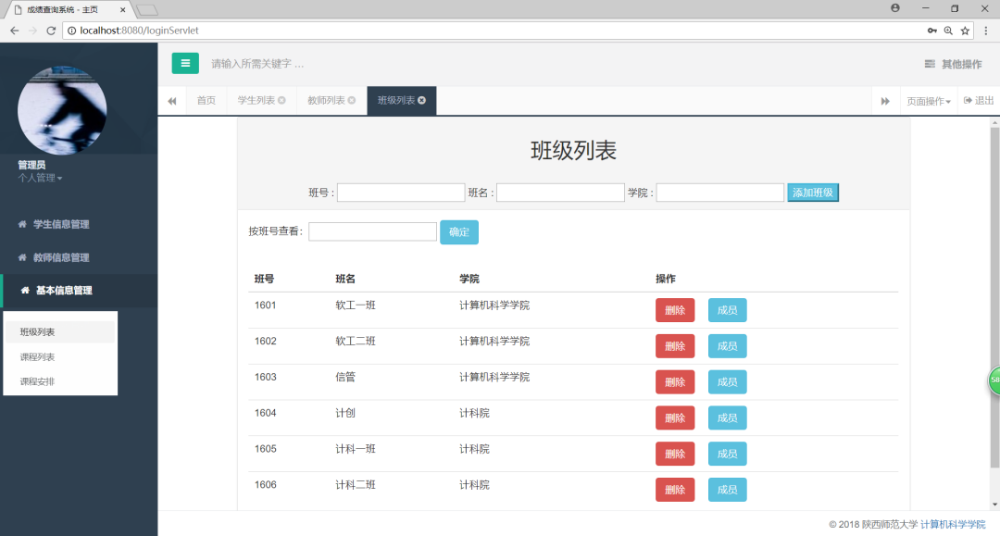 成绩查询系统 - 主页
localhost:8080/loginServlet
请输入所需关键字 ...
其他操作
首页
学生列表
教师列表
班级列表
页面操作
退出
管理员
个人管理
学生信息管理
教师信息管理
基本信息管理
班级列表
课程列表
课程安排
班级列表
班号 : 班名 : 学院 : 添加班级
按班号查看: 确定
班号 班名 学院 操作
1601 软工一班 计算机科学学院 删除 成员
1602 软工二班 计算机科学学院 删除 成员
1603 信管 计算机科学学院 删除 成员
1604 计创 计科院 删除 成员
1605 计科一班 计科院 删除 成员
1606 计科二班 计科院 删除 成员
58
© 2018 陕西师范大学 计算机科学学院